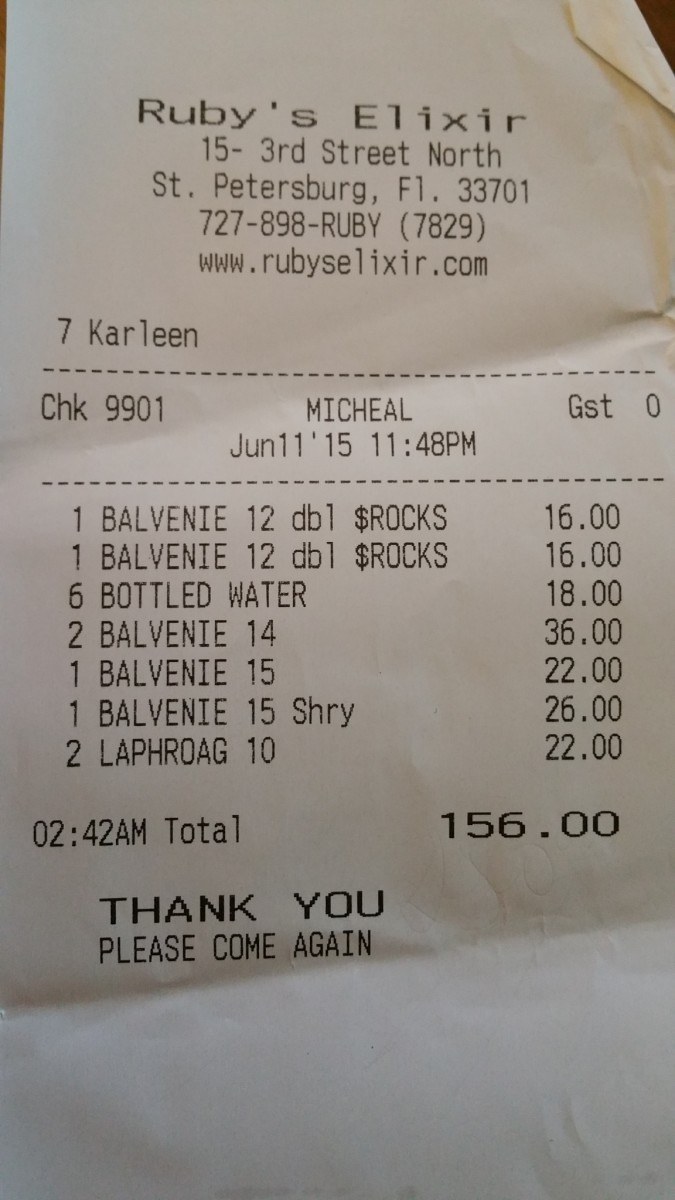 Ruby's Elixir
15- 3rd Street North
St. Petersburg, Fl. 33701
727-898-RUBY (7829)
www.rubyselixir.com
7 Karleen
Chk 9901 MICHEAL Gst 0
Jun11'15 11:48PM
1 BALVENIE 12 dbl $ROCKS 16.00
1 BALVENIE 12 dbl $ROCKS 16.00
6 BOTTLED WATER 18.00
2 BALVENIE 14 36.00
1 BALVENIE 15 22.00
1 BALVENIE 15 Shry 26.00
2 LAPHROAG 10 22.00
02:42AM Total 156.00
THANK YOU
PLEASE COME AGAIN